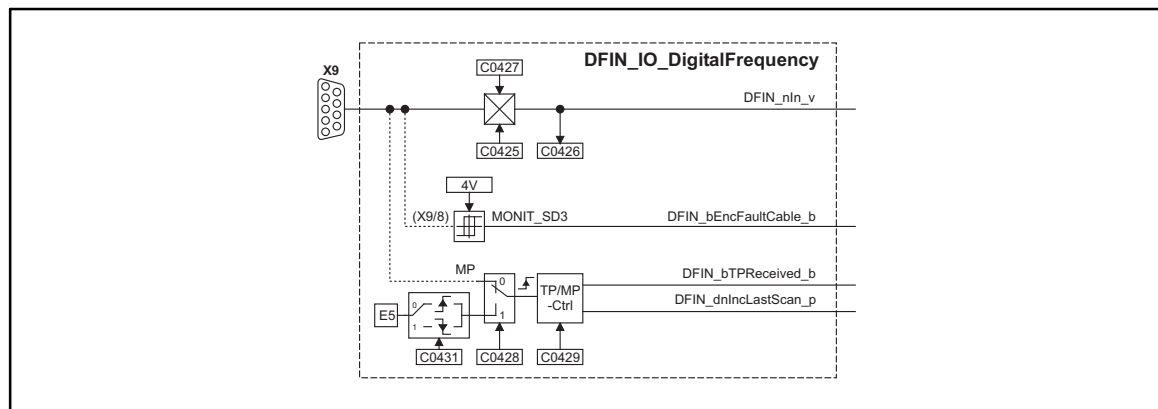 DFIN_IO_DigitalFrequency
X9
C0427
DFIN_nIn_v
C0425
C0426
4V
(X9/8)
MONIT_SD3
DFIN_bEncFaultCable_b
MP
0
1
TP/MP
-Ctrl
DFIN_bTPReceived_b
DFIN_dnIncLastScan_p
E5
0
1
C0431
C0428
C0429